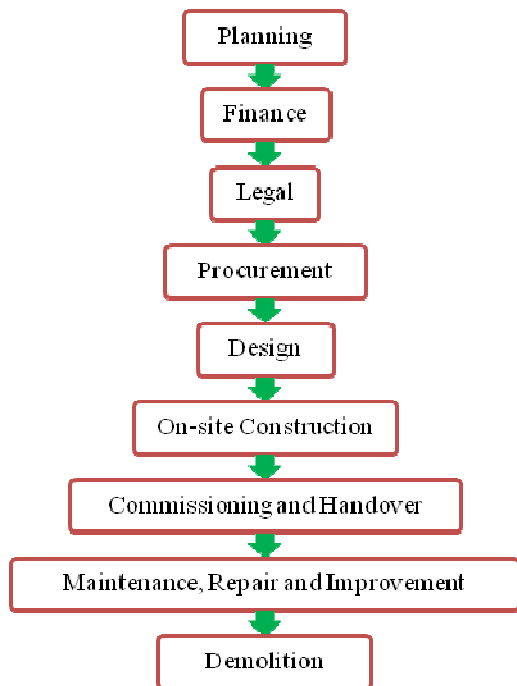 Planning
Finance
Legal
Procurement
Design
On-site Construction
Commissioning and Handover
Maintenance, Repair and Improvement
Demolition